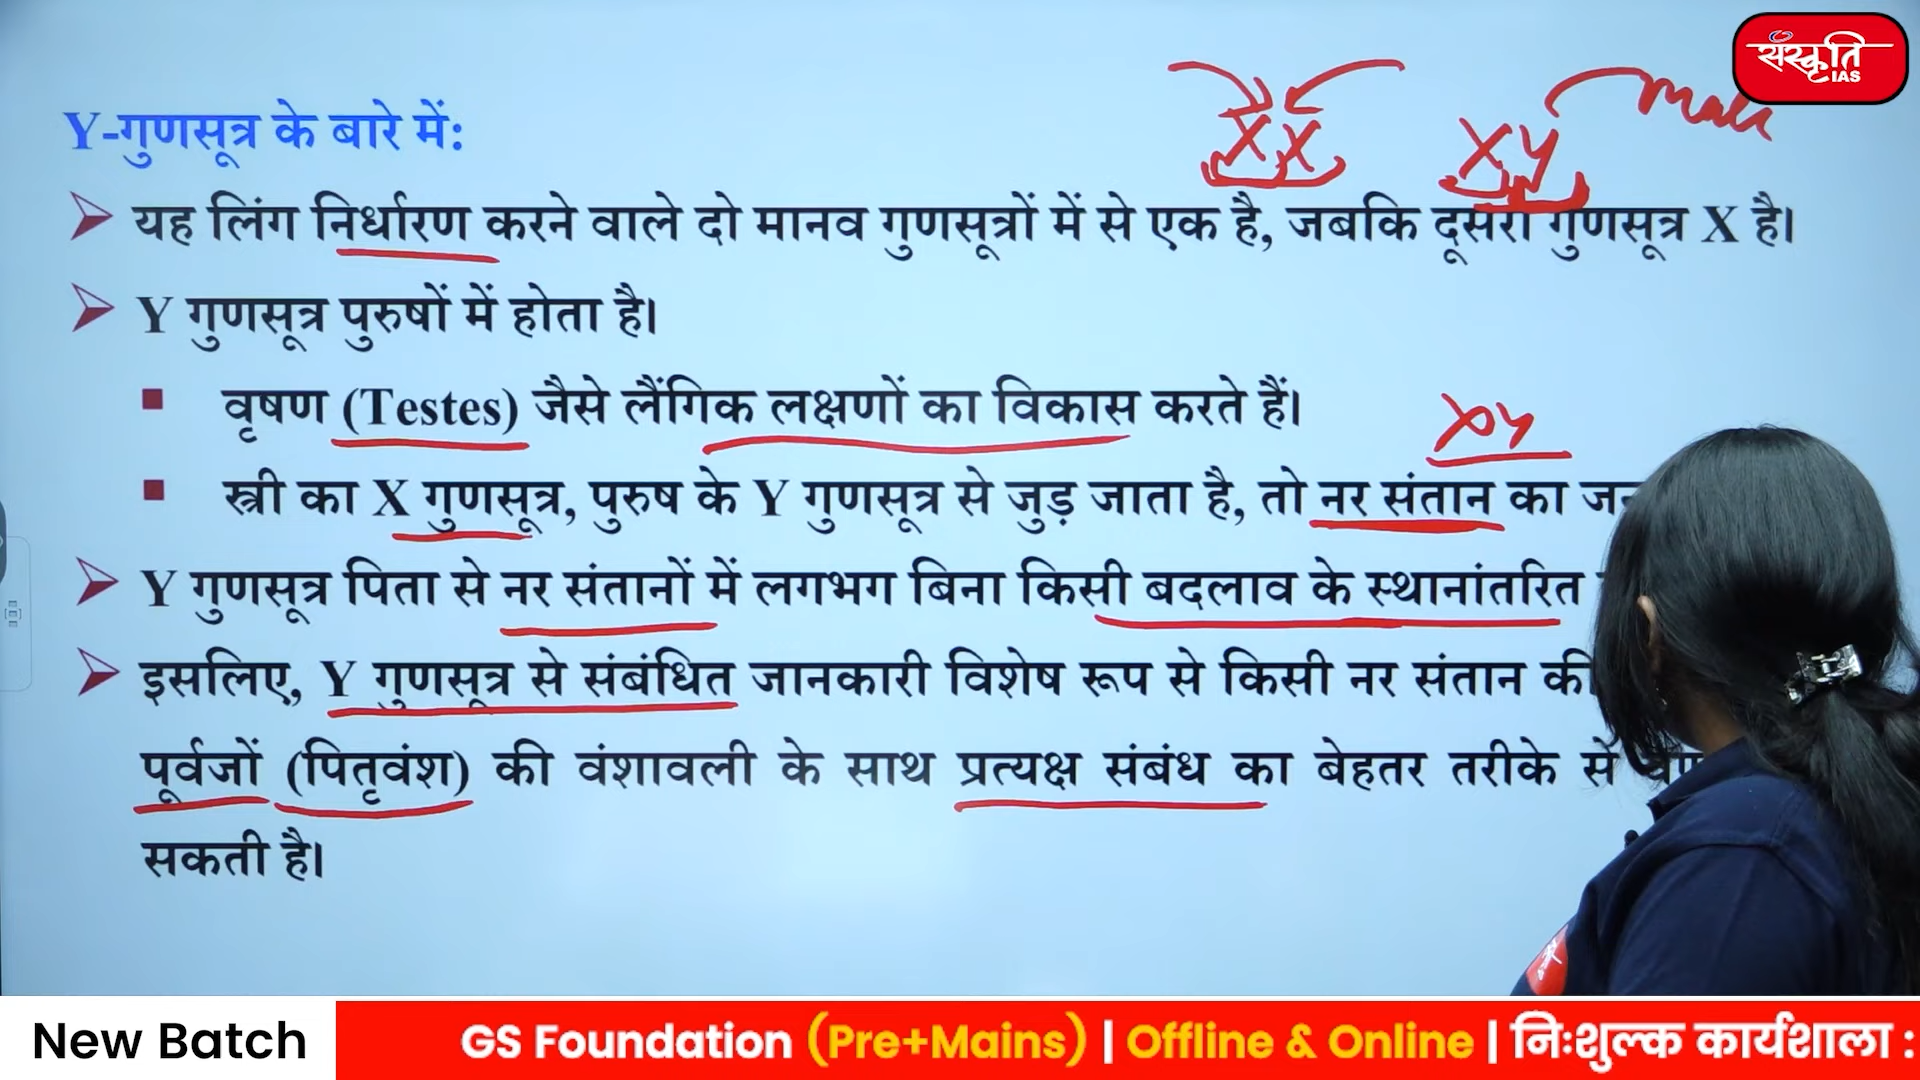 संस्कृति
IAS
XX
XY
Male
Y-गुणसूत्र के बारे में:
यह लिंग निर्धारण करने वाले दो मानव गुणसूत्रों में से एक है, जबकि दूसरा गुणसूत्र X है।
Y गुणसूत्र पुरुषों में होता है।
वृषण (Testes) जैसे लैंगिक लक्षणों का विकास करते हैं।
XY
स्त्री का X गुणसूत्र, पुरुष के Y गुणसूत्र से जुड़ जाता है, तो नर संतान का
Y गुणसूत्र पिता से नर संतानों में लगभग बिना किसी बदलाव के स्थानांतरित
इसलिए, Y गुणसूत्र से संबंधित जानकारी विशेष रूप से किसी नर संतान की
पूर्वजों (पितृवंश) की वंशावली के साथ प्रत्यक्ष संबंध का बेहतर तरीके से
सकती है।
New Batch
GS Foundation (Pre+Mains) | Offline & Online | निःशुल्क कार्यशाला :